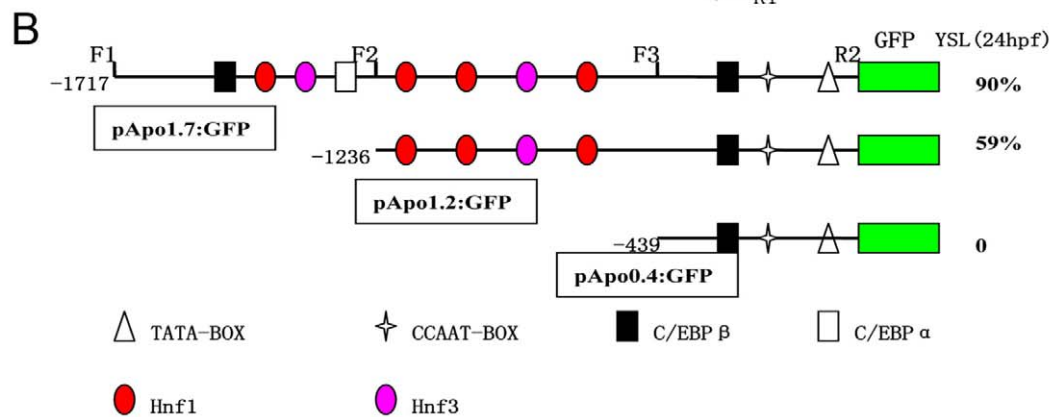 R1
B
F1 F2 F3 R2 GFP YSL(24hpf)
-1717 90%
pApo1.7:GFP
-1236 59%
pApo1.2:GFP
-439 0
pApo0.4:GFP
TATA-BOX CCAAT-BOX C/EBP β C/EBP α
Hnf1 Hnf3